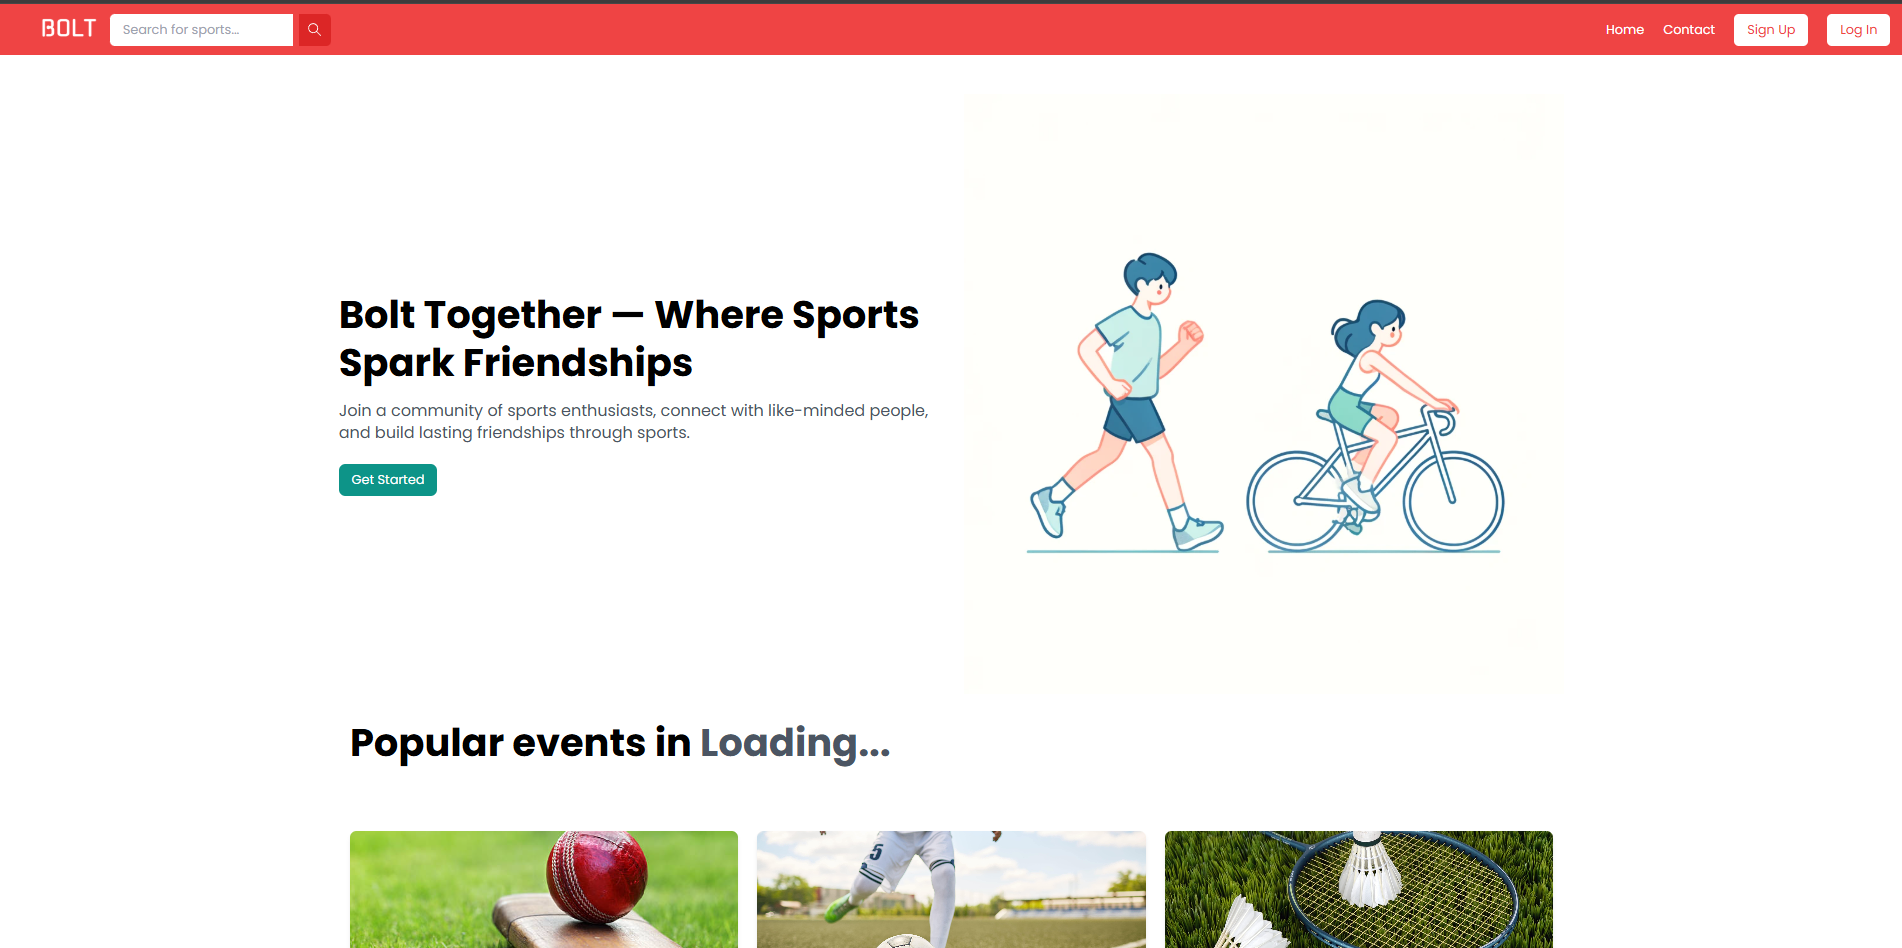 BOLT
Search for sports...
Home
Contact
Sign Up
Log In
Bolt Together — Where Sports
Spark Friendships
Join a community of sports enthusiasts, connect with like-minded people,
and build lasting friendships through sports.
Get Started
Popular events in Loading...
5